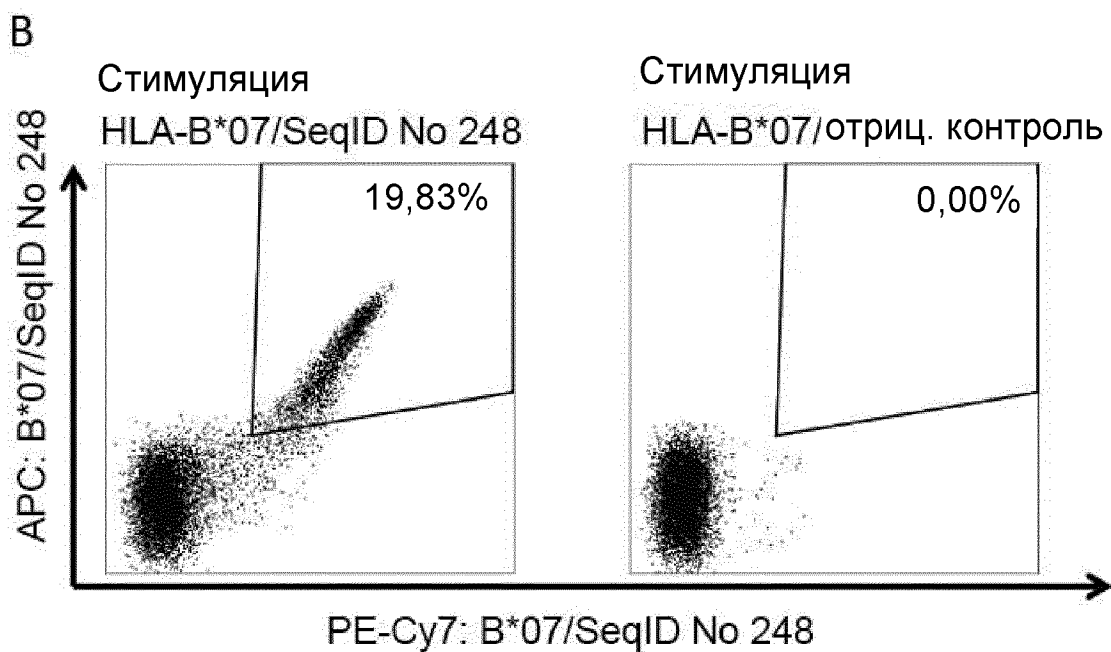 B
Стимуляция
HLA-B*07/SeqID No 248
19,83%
Стимуляция
HLA-B*07/отриц. контроль
0,00%
APC: B*07/SeqID No 248
PE-Cy7: B*07/SeqID No 248